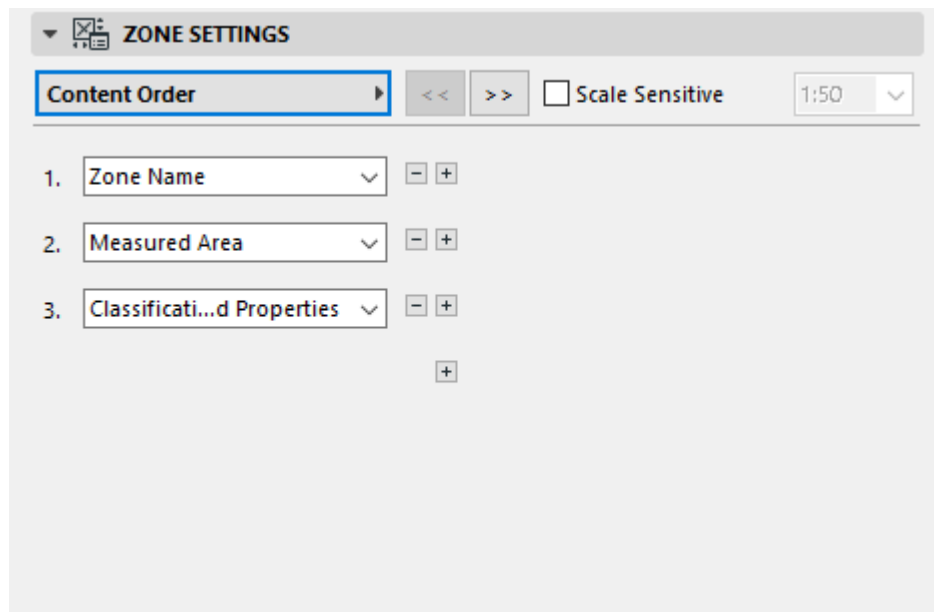 ZONE SETTINGS
Content Order << >> Scale Sensitive 1:50
1. Zone Name - +
2. Measured Area - +
3. Classificati...d Properties - +
+